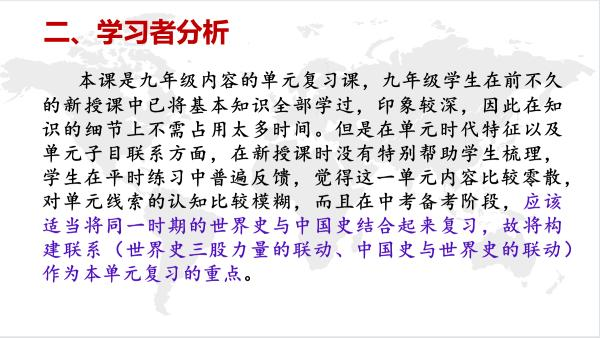 二、学习者分析
本课是九年级内容的单元复习课，九年级学生在前不久
的新授课中已将基本知识全部学过，印象较深，因此在知
识的细节上不需占用太多时间。但是在单元时代特征以及
单元子目联系方面，在新授课时没有特别帮助学生梳理，
学生在平时练习中普遍反馈，觉得这一单元内容比较零散，
对单元线索的认知比较模糊，而且在中考备考阶段，应该
适当将同一时期的世界史与中国史结合起来复习，故将构
建联系（世界史三股力量的联动、中国史与世界史的联动）
作为本单元复习的重点。